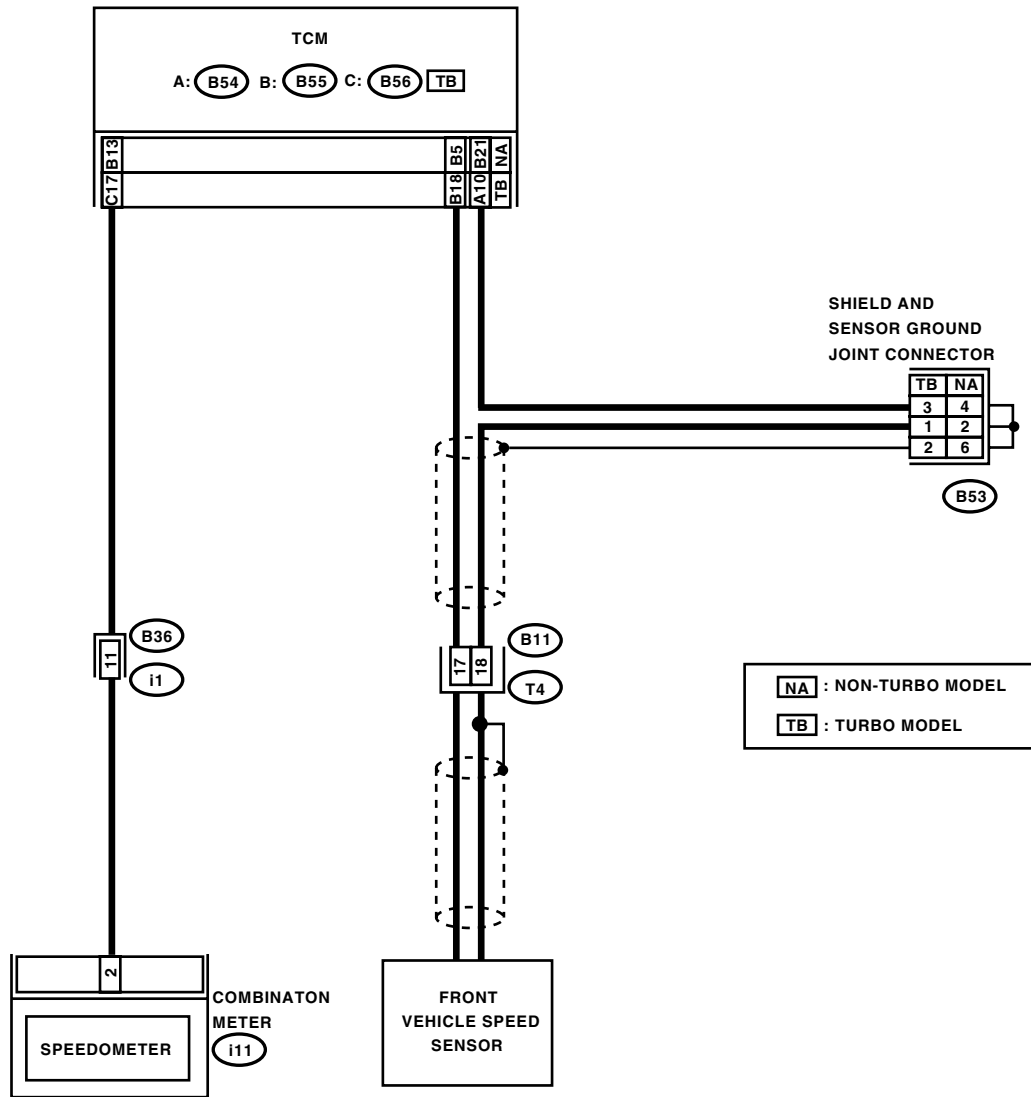 TCM
A: B54 B: B55 C: B56 TB
B13 B5 B21 NA
C17 B18 A10 TB
SHIELD AND
SENSOR GROUND
JOINT CONNECTOR
TB NA
3 4
1 2
2 6
B53
B36
11
i1
B11
17 18
T4
NA : NON-TURBO MODEL
TB : TURBO MODEL
2
COMBINATON
METER
i11
SPEEDOMETER
FRONT
VEHICLE SPEED
SENSOR